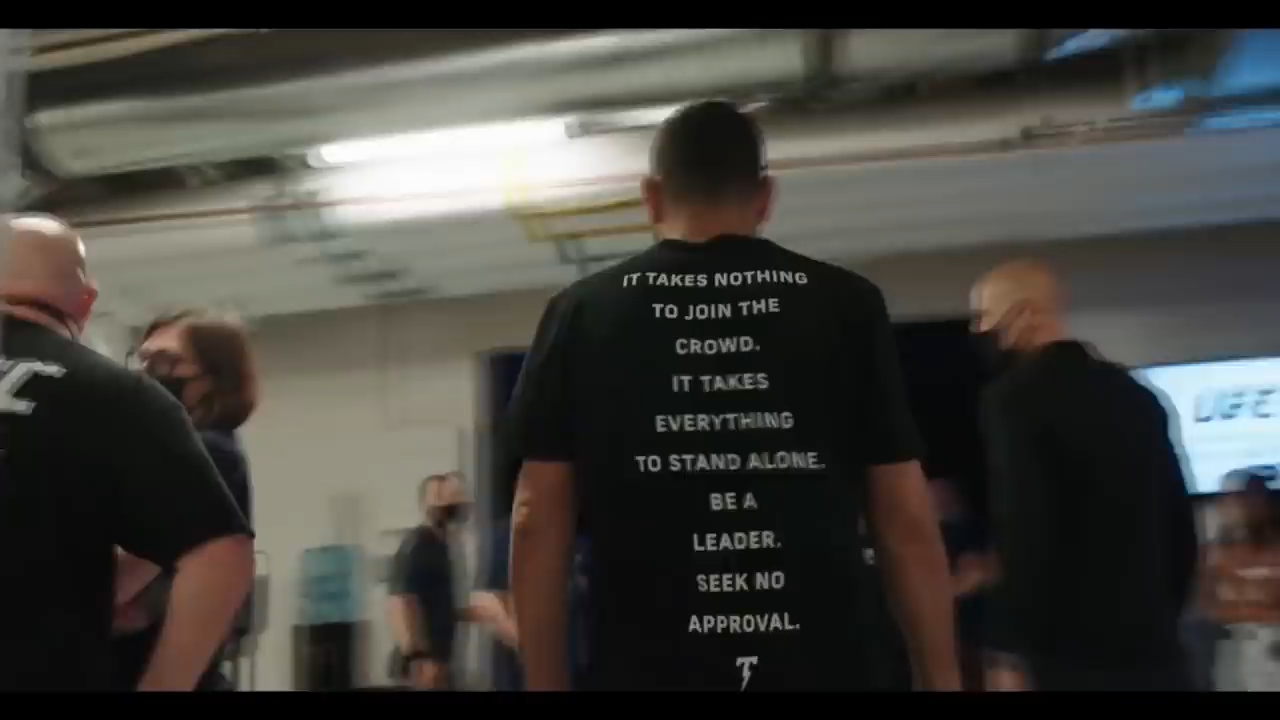 IT TAKES NOTHING
TO JOIN THE
CROWD.
IT TAKES
EVERYTHING
TO STAND ALONE.
BE A
LEADER.
SEEK NO
APPROVAL.